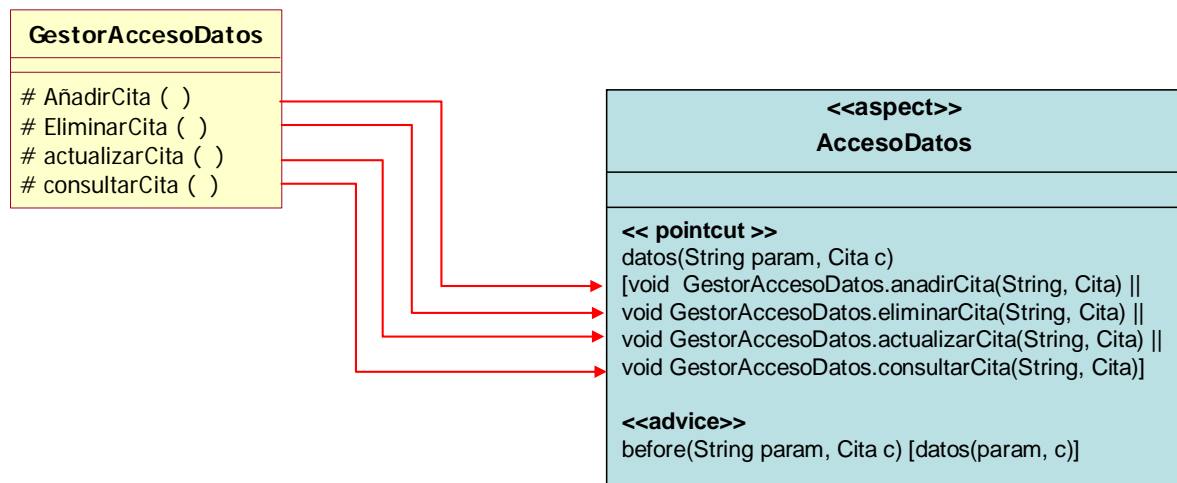 GestorAccesoDatos
# AñadirCita ( )
# EliminarCita ( )
# actualizarCita ( )
# consultarCita ( )
<<aspect>>
AccesoDatos
<< pointcut >>
datos(String param, Cita c)
[void GestorAccesoDatos.anadirCita(String, Cita) ||
void GestorAccesoDatos.eliminarCita(String, Cita) ||
void GestorAccesoDatos.actualizarCita(String, Cita) ||
void GestorAccesoDatos.consultarCita(String, Cita)]
<<advice>>
before(String param, Cita c) [datos(param, c)]